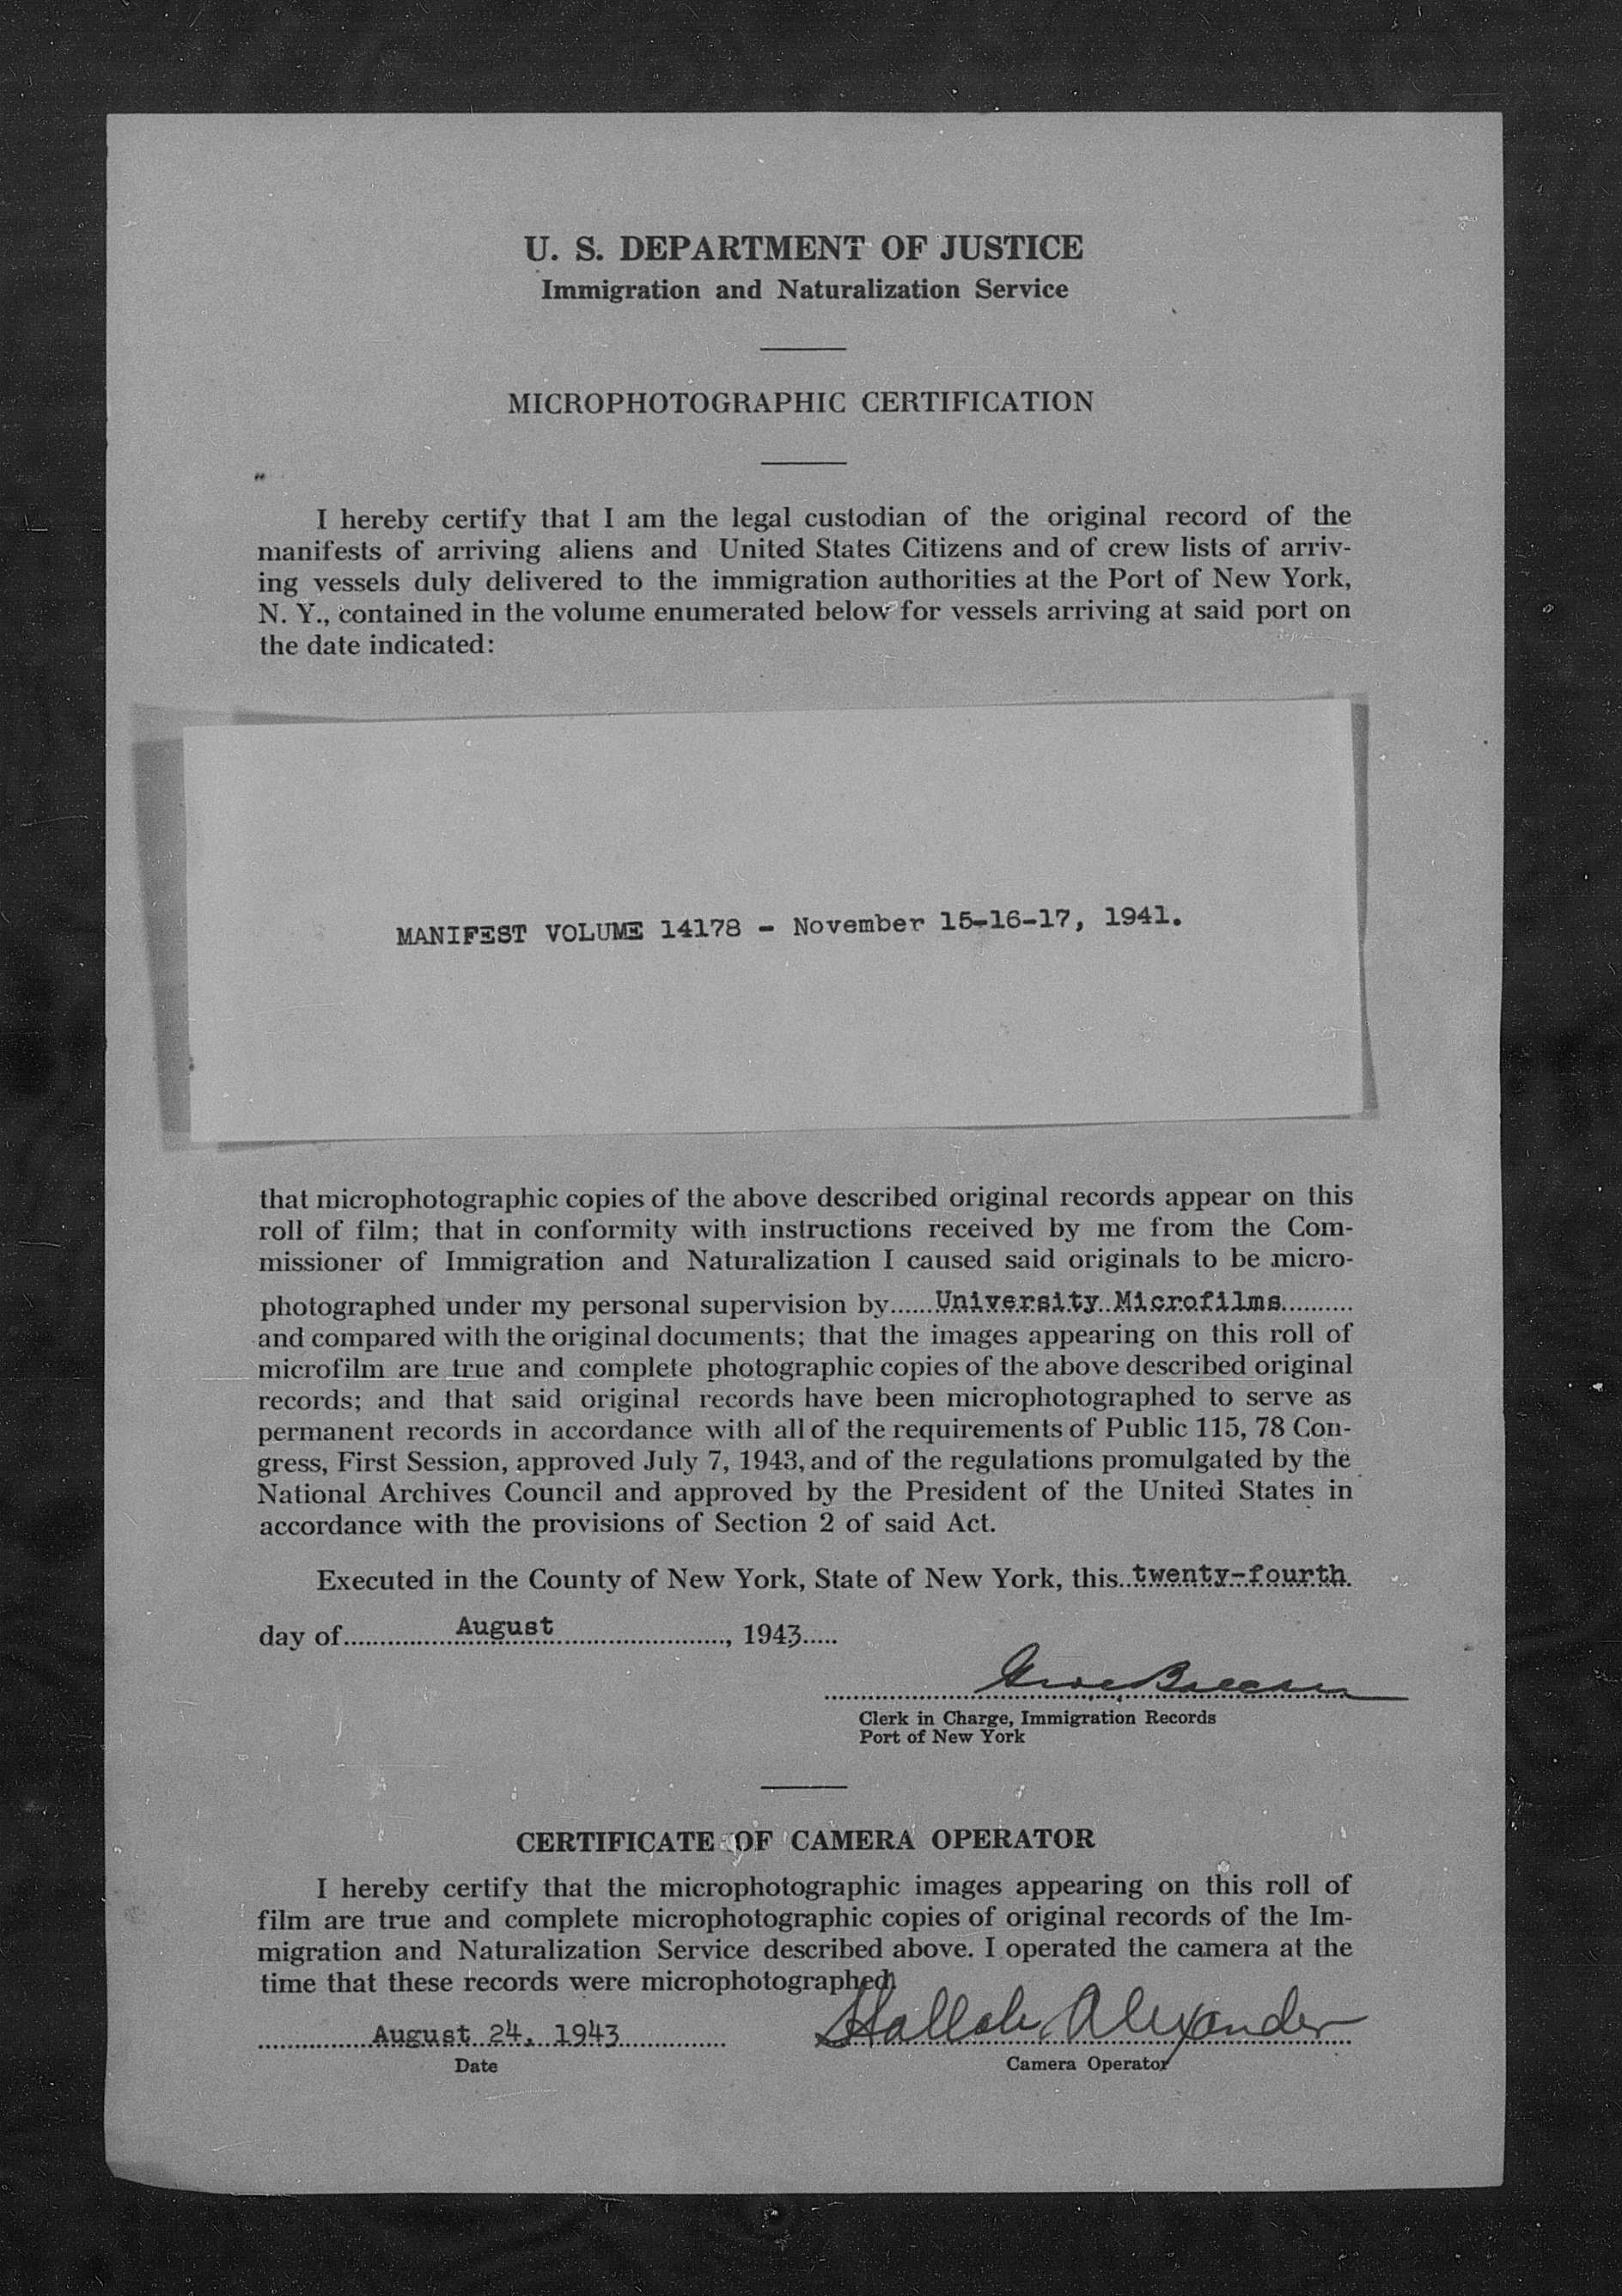 U. S. DEPARTMENT OF JUSTICE
Immigration and Naturalization Service
MICROPHOTOGRAPHIC CERTIFICATION
I hereby certify that I am the legal custodian of the original record of the
manifests of arriving aliens and United States Citizens and of crew lists of arriv-
ing vessels duly delivered to the immigration authorities at the Port of New York,
N. Y., contained in the volume enumerated below for vessels arriving at said port on
the date indicated:
MANIFEST VOLUME 14178 - November 15-16-17, 1941.
that microphotographic copies of the above described original records appear on this
roll of film; that in conformity with instructions received by me from the Com-
missioner of Immigration and Naturalization I caused said originals to be micro-
photographed under my personal supervision by......University Microfilms..........
and compared with the original documents; that the images appearing on this roll of
microfilm are true and complete photographic copies of the above described original
records; and that said original records have been microphotographed to serve as
permanent records in accordance with all of the requirements of Public 115, 78 Con-
gress, First Session, approved July 7, 1943, and of the regulations promulgated by the
National Archives Council and approved by the President of the United States in
accordance with the provisions of Section 2 of said Act.
Executed in the County of New York, State of New York, this twenty-fourth
day of August, 1943.....
Clerk in Charge, Immigration Records
Port of New York
CERTIFICATE OF CAMERA OPERATOR
I hereby certify that the microphotographic images appearing on this roll of
film are true and complete microphotographic copies of original records of the Im-
migration and Naturalization Service described above. I operated the camera at the
time that these records were microphotographed.
August 24, 1943 Alexander
Date Camera Operator